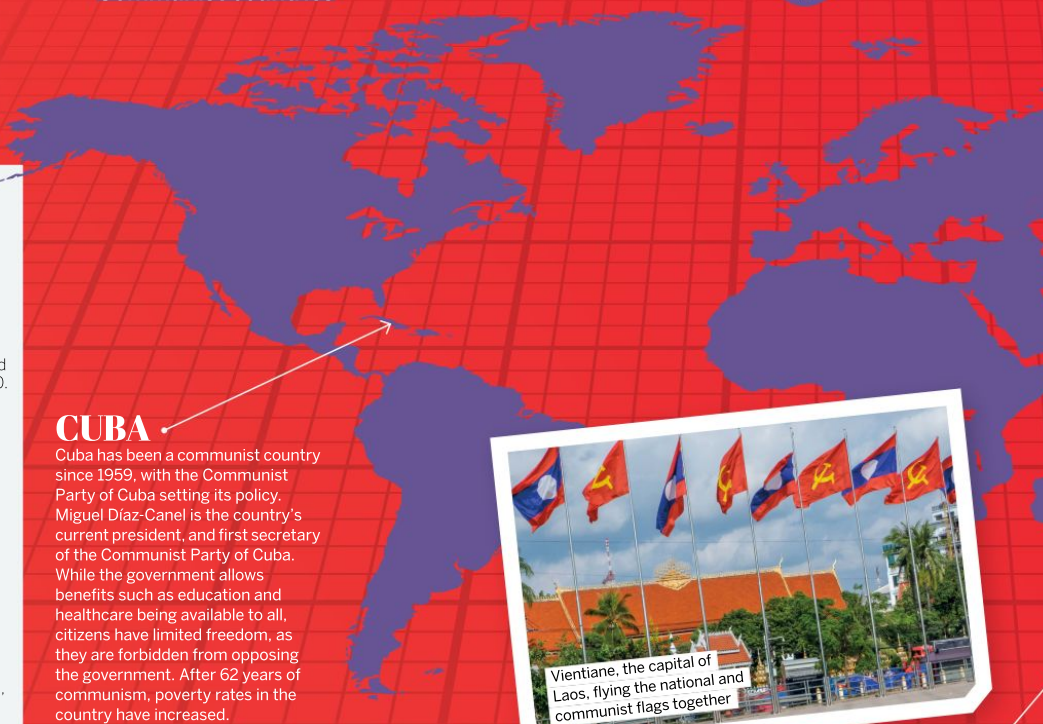 CUBA
Cuba has been a communist country
since 1959, with the Communist
Party of Cuba setting its policy.
Miguel Díaz-Canel is the country's
current president, and first secretary
of the Communist Party of Cuba.
While the government allows
benefits such as education and
healthcare being available to all,
citizens have limited freedom, as
they are forbidden from opposing
the government. After 62 years of
communism, poverty rates in the
country have increased.
Vientiane, the capital of
Laos, flying the national and
communist flags together